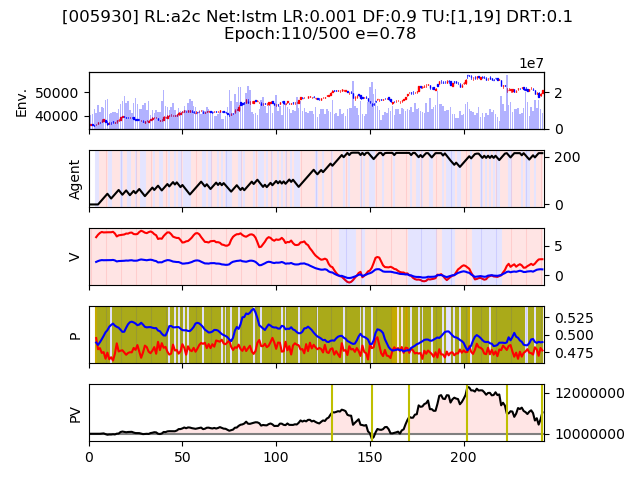 [005930] RL:a2c Net:lstm LR:0.001 DF:0.9 TU:[1,19] DRT:0.1
Epoch:110/500 e=0.78
1e7
Env.
50000
40000
2
0
Agent
200
0
V
5
0
P
0.525
0.500
0.475
PV
12000000
10000000
0
50
100
150
200